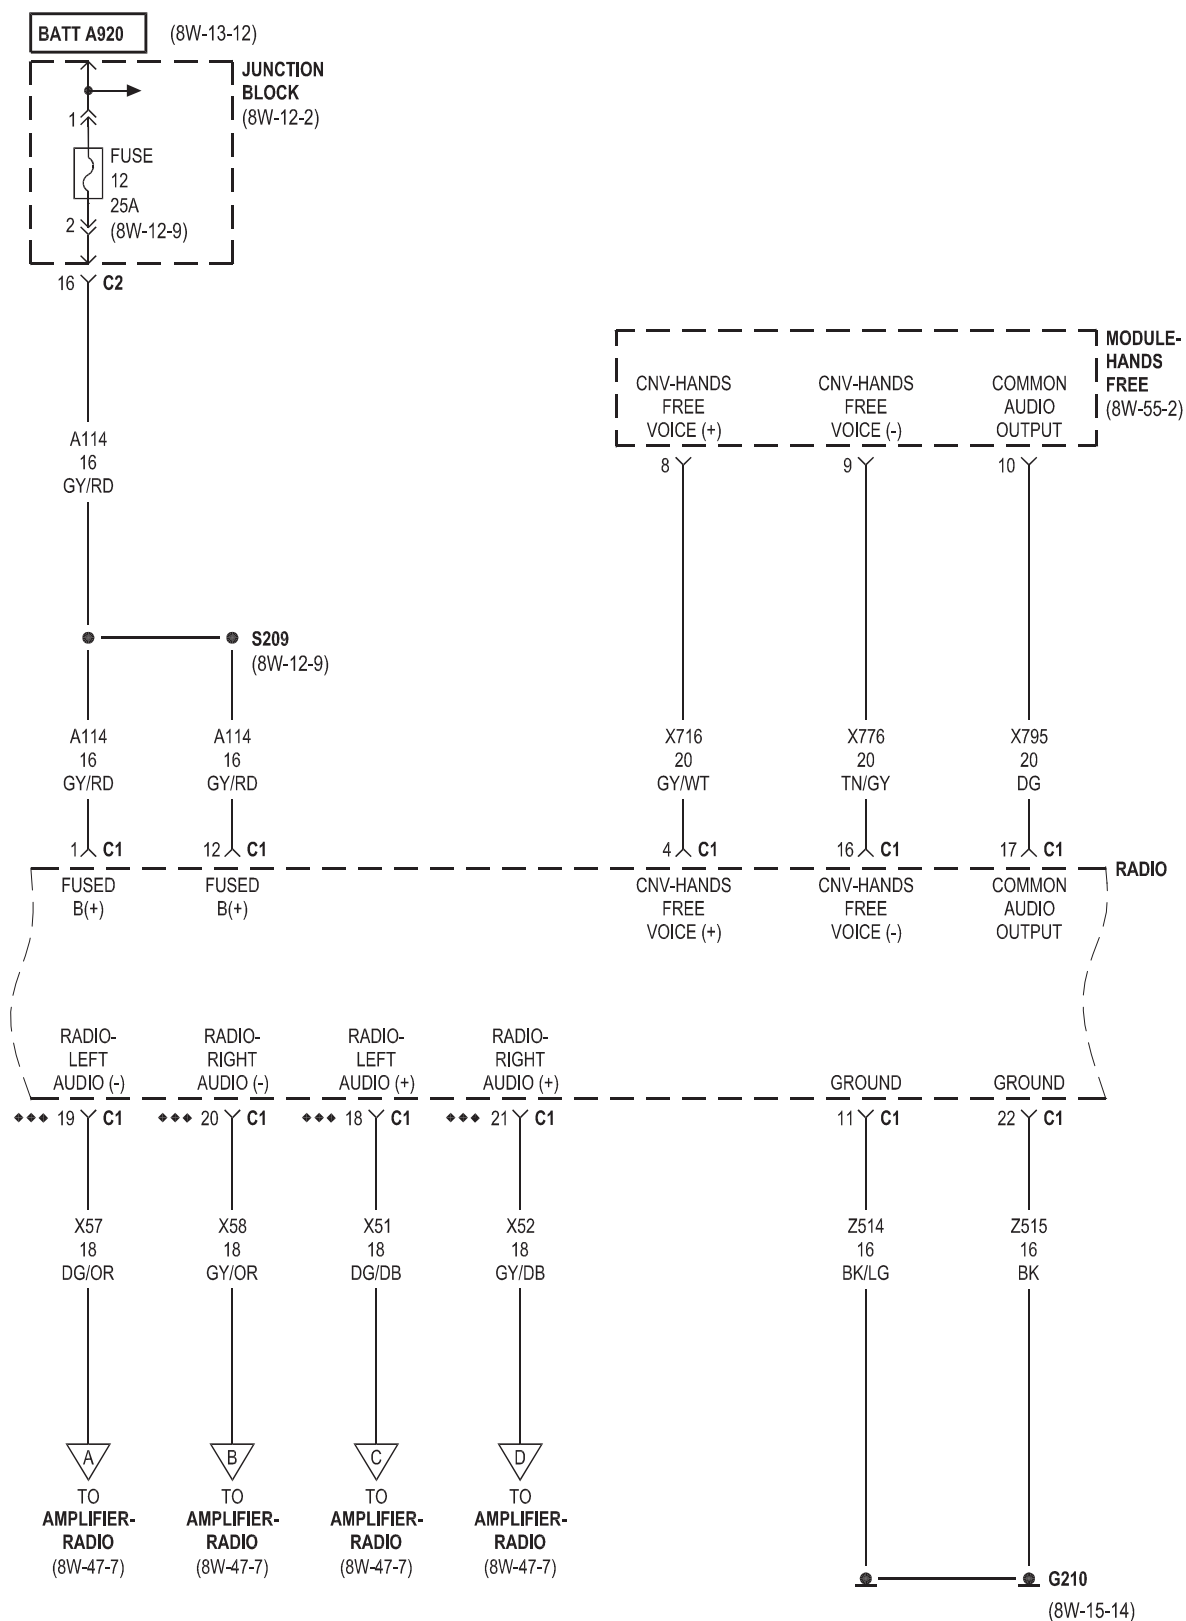 BATT A920 (8W-13-12)
JUNCTION
BLOCK
(8W-12-2)
1
FUSE
12
25A
2 (8W-12-9)
16 C2
MODULE-
HANDS
FREE
(8W-55-2)
CNV-HANDS CNV-HANDS COMMON
FREE FREE AUDIO
VOICE (+) VOICE (-) OUTPUT
8 9 10
A114
16
GY/RD
S209
(8W-12-9)
A114 A114 X716 X776 X795
16 16 20 20 20
GY/RD GY/RD GY/WT TN/GY DG
1 C1 12 C1 4 C1 16 C1 17 C1
RADIO
FUSED FUSED CNV-HANDS CNV-HANDS COMMON
B(+) B(+) FREE FREE AUDIO
VOICE (+) VOICE (-) OUTPUT
RADIO- RADIO- RADIO- RADIO-
LEFT RIGHT LEFT RIGHT
AUDIO (-) AUDIO (-) AUDIO (+) AUDIO (+) GROUND GROUND
19 C1 20 C1 18 C1 21 C1 11 C1 22 C1
X57 X58 X51 X52 Z514 Z515
18 18 18 18 16 16
DG/OR GY/OR DG/DB GY/DB BK/LG BK
A B C D
TO TO TO TO
AMPLIFIER- AMPLIFIER- AMPLIFIER- AMPLIFIER-
RADIO RADIO RADIO RADIO
(8W-47-7) (8W-47-7) (8W-47-7) (8W-47-7)
G210
(8W-15-14)